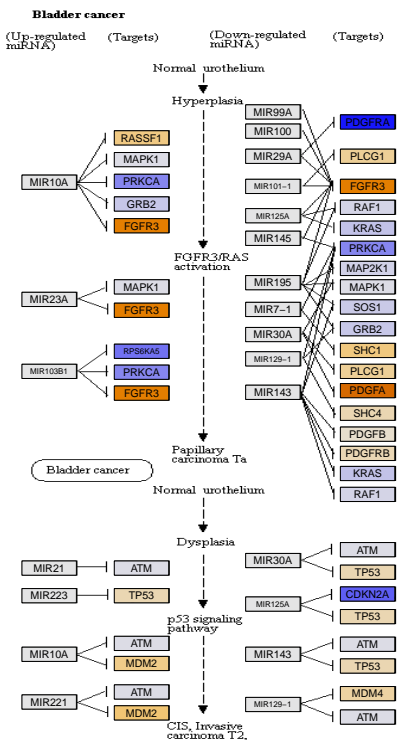 Bladder cancer
(Up-regulated
miRNA)
(Targets)
(Down-regulated
miRNA)
(Targets)
Normal urothelium
Hyperplasia
FGFR3/RAS
activation
Papillary
carcinoma Ta
MIR10A
RASSF1
MAPK1
PRKCA
GRB2
FGFR3
MIR23A
MAPK1
FGFR3
MIR103B1
RPS6KA5
PRKCA
FGFR3
MIR99A
MIR100
MIR29A
MIR101-1
MIR125A
MIR145
MIR195
MIR7-1
MIR30A
MIR129-1
MIR143
PDGFRA
PLCG1
FGFR3
RAF1
KRAS
PRKCA
MAP2K1
MAPK1
SOS1
GRB2
SHC1
PLCG1
PDGFA
SHC4
PDGFB
PDGFRB
KRAS
RAF1
Bladder cancer
Normal urothelium
Dysplasia
p53 signaling
pathway
CIS, Invasive
carcinoma T2,
MIR21
ATM
MIR223
TP53
MIR10A
ATM
MDM2
MIR221
ATM
MDM2
MIR30A
ATM
TP53
MIR125A
CDKN2A
TP53
MIR143
ATM
TP53
MIR129-1
MDM4
ATM